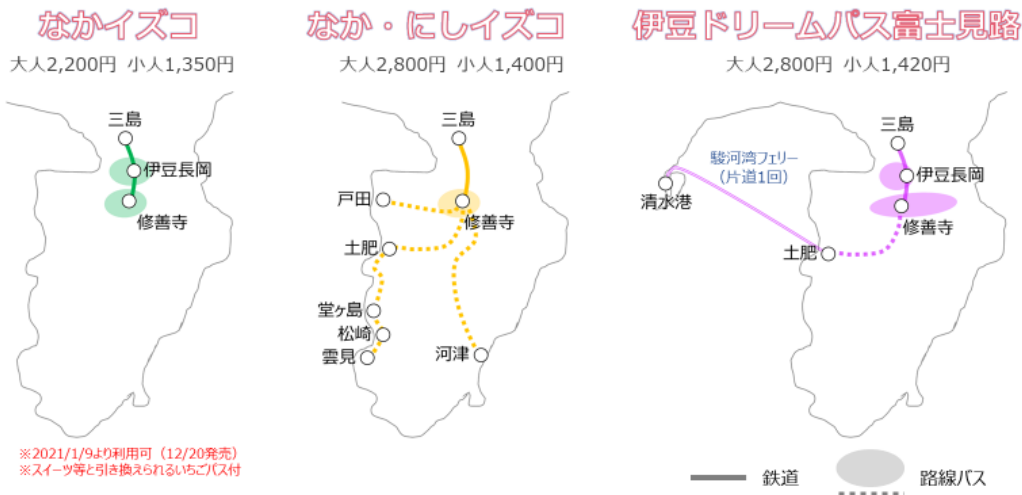 なかイズコ
大人2,200円 小人1,350円
三島
伊豆長岡
修善寺
※2021/1/9より利用可（12/20発売）
※スイーツ等と引き換えられるいちごパス付
なか・にしイズコ
大人2,800円 小人1,400円
三島
戸田
修善寺
土肥
堂ヶ島
松崎
雲見
河津
伊豆ドリームパス富士見路
大人2,800円 小人1,420円
三島
駿河湾フェリー
（片道1回）
伊豆長岡
清水港
修善寺
土肥
鉄道
路線バス